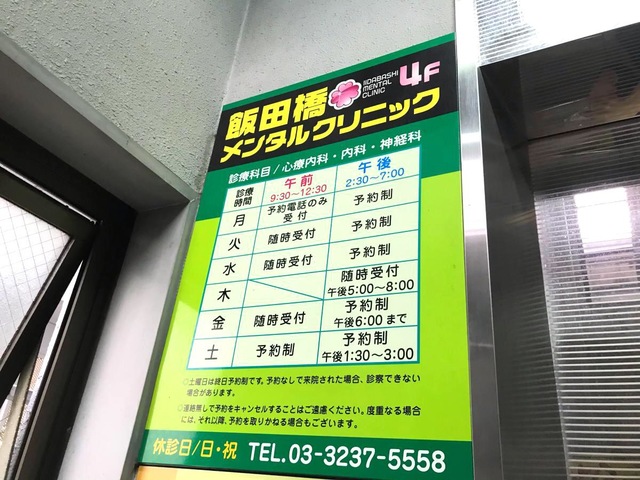 飯田橋
IIDABASHI
MENTAL
CLINIC
4F
メンタルクリニック
診療科目/心療内科・内科・神経科
診療時間 午前 9:30～12:30 午後 2:30～7:00
月 予約電話のみ受付 予約制
火 随時受付 予約制
水 随時受付 予約制
木 随時受付 午後5:00～8:00
金 随時受付 予約制 午後6:00まで
土 予約制 予約制 午後1:30～3:00
○土曜日は終日予約制です。予約なしで来院された場合、診察できない
場合があります。
○連絡無しで予約をキャンセルすることはご遠慮ください。度重なる場合
には、それ以降、予約を取りかねる場合もございます。
休診日/日・祝 TEL.03-3237-5558